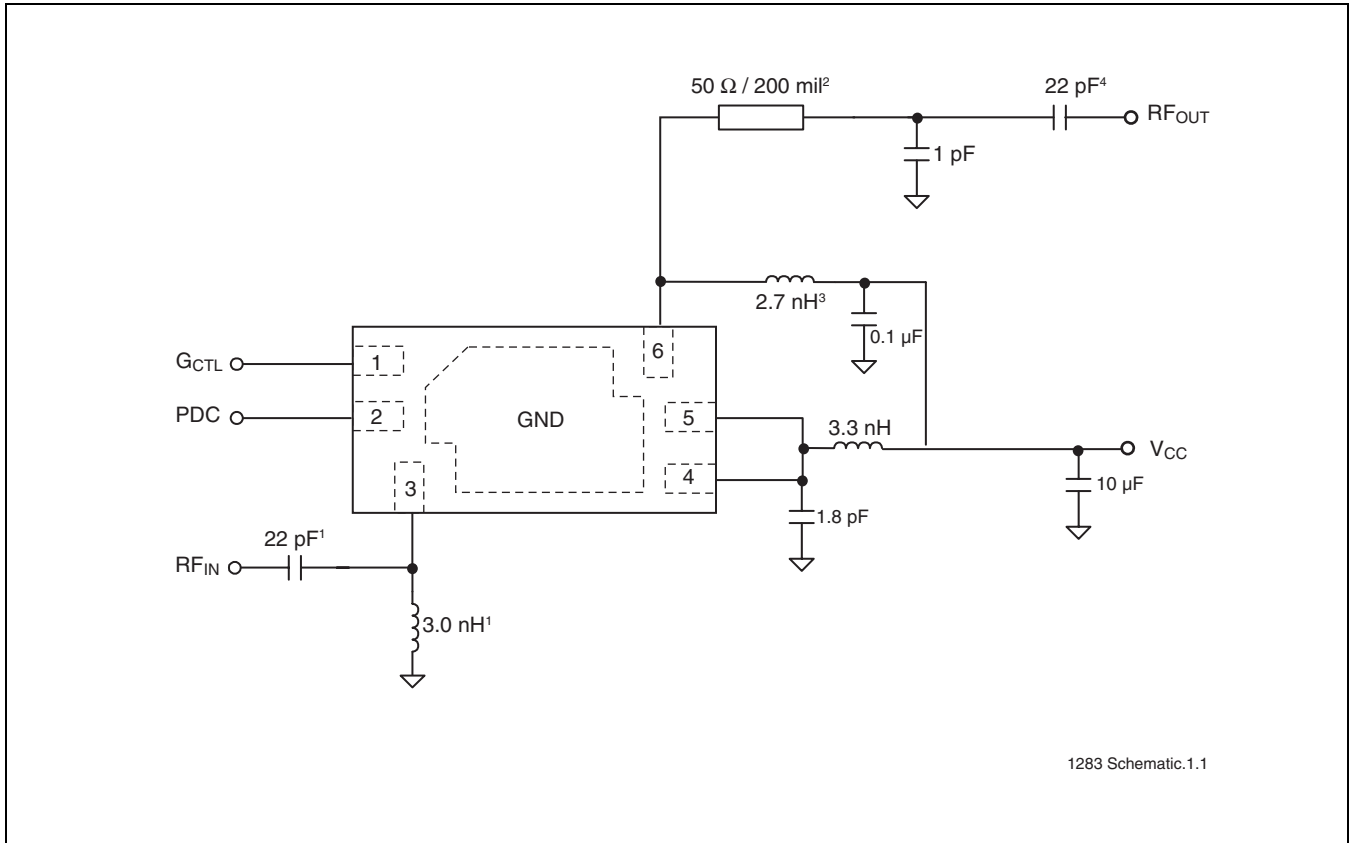 50 Ω / 200 mil²
22 pF⁴
RF_OUT
1 pF
2.7 nH³
0.1 µF
G_CTL
1
6
PDC
2
GND
5
3.3 nH
V_CC
3
4
10 µF
1.8 pF
22 pF¹
RF_IN
3.0 nH¹
1283 Schematic.1.1